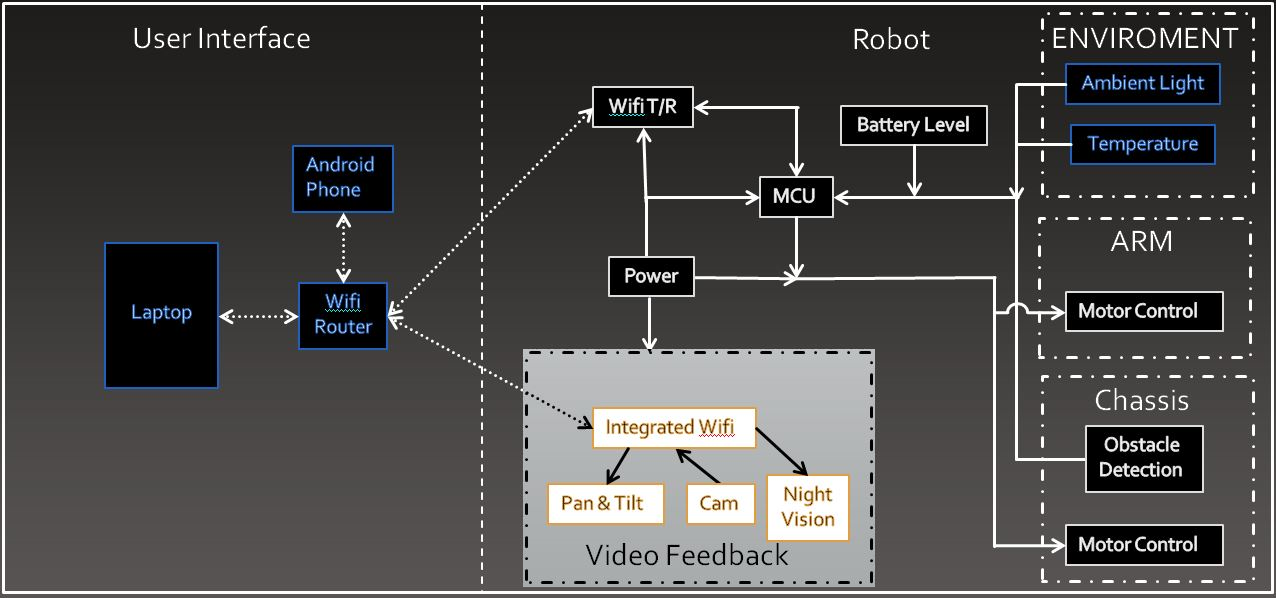 User Interface
Robot
ENVIROMENT
Ambient Light
Temperature
Wifi T/R
Battery Level
MCU
Android
Phone
Power
Laptop
Wifi
Router
ARM
Motor Control
Chassis
Obstacle
Detection
Motor Control
Integrated Wifi
Pan & Tilt
Cam
Night
Vision
Video Feedback